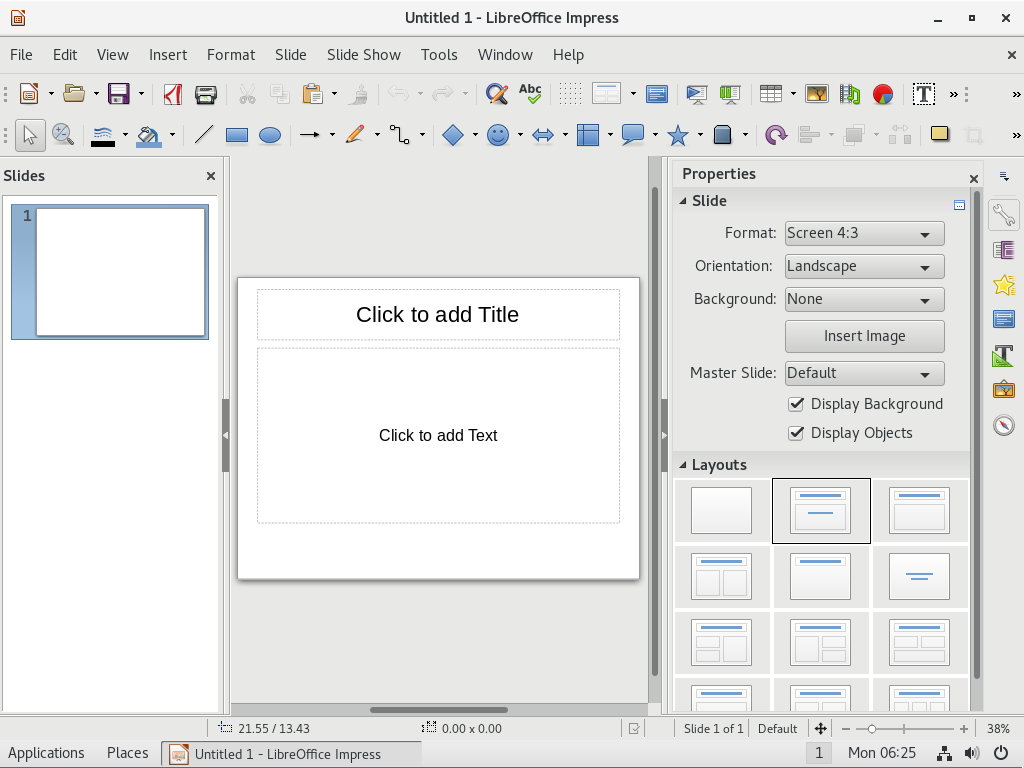 Untitled 1 - LibreOffice Impress
File Edit View Insert Format Slide Slide Show Tools Window Help
Abc
T
Slides
1
Click to add Title
Click to add Text
Properties
Slide
Format: Screen 4:3
Orientation: Landscape
Background: None
Insert Image
Master Slide: Default
Display Background
Display Objects
Layouts
21.55 / 13.43
0.00 x 0.00
Slide 1 of 1
Default
38%
Applications Places Untitled 1 - LibreOffice Impress 1 Mon 06:25